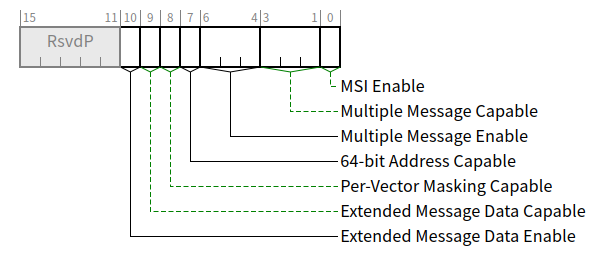 15 11 10 9 8 7 6 4 3 1 0
RsvdP
MSI Enable
Multiple Message Capable
Multiple Message Enable
64-bit Address Capable
Per-Vector Masking Capable
Extended Message Data Capable
Extended Message Data Enable